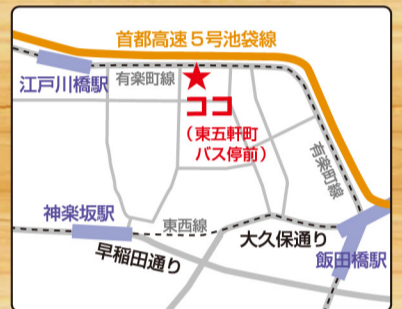 首都高速5号池袋線
江戸川橋駅
有楽町線
ココ
(東五軒町
バス停前)
有楽町線
神楽坂駅
東西線
大久保通り
早稲田通り
飯田橋駅